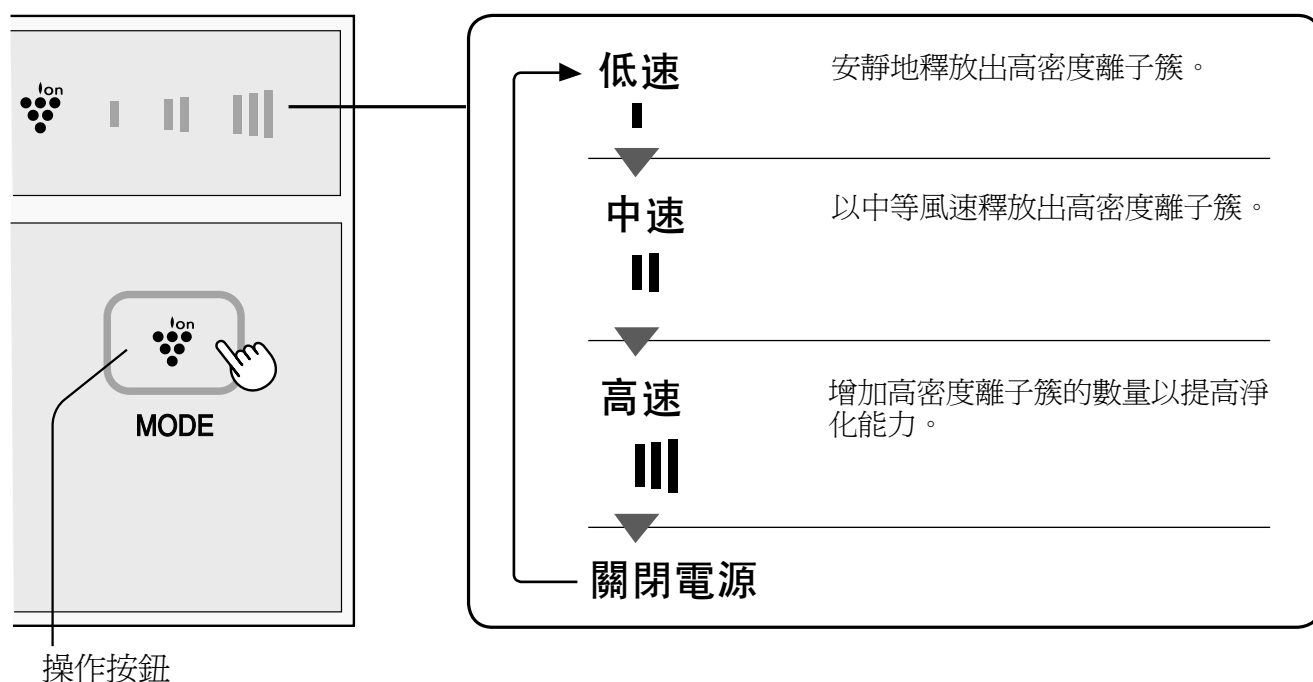 ion
ion
MODE
操作按鈕
低速
安靜地釋放出高密度離子簇。
中速
以中等風速釋放出高密度離子簇。
高速
增加高密度離子簇的數量以提高淨
化能力。
關閉電源